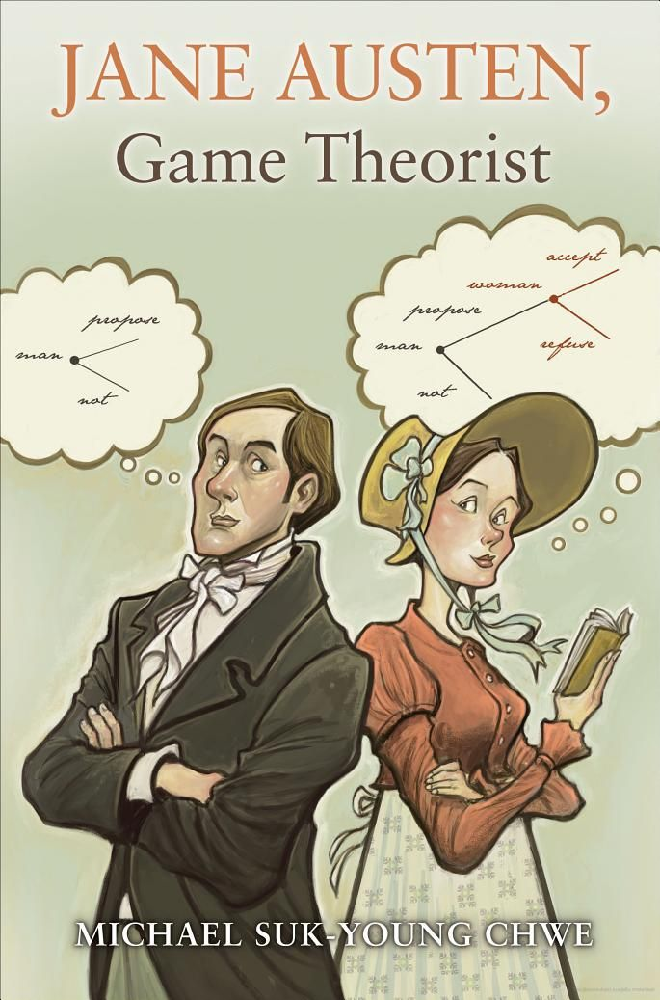 JANE AUSTEN,
Game Theorist
propose
man
not
accept
woman
propose
man
refuse
not
MICHAEL SUK-YOUNG CHWE